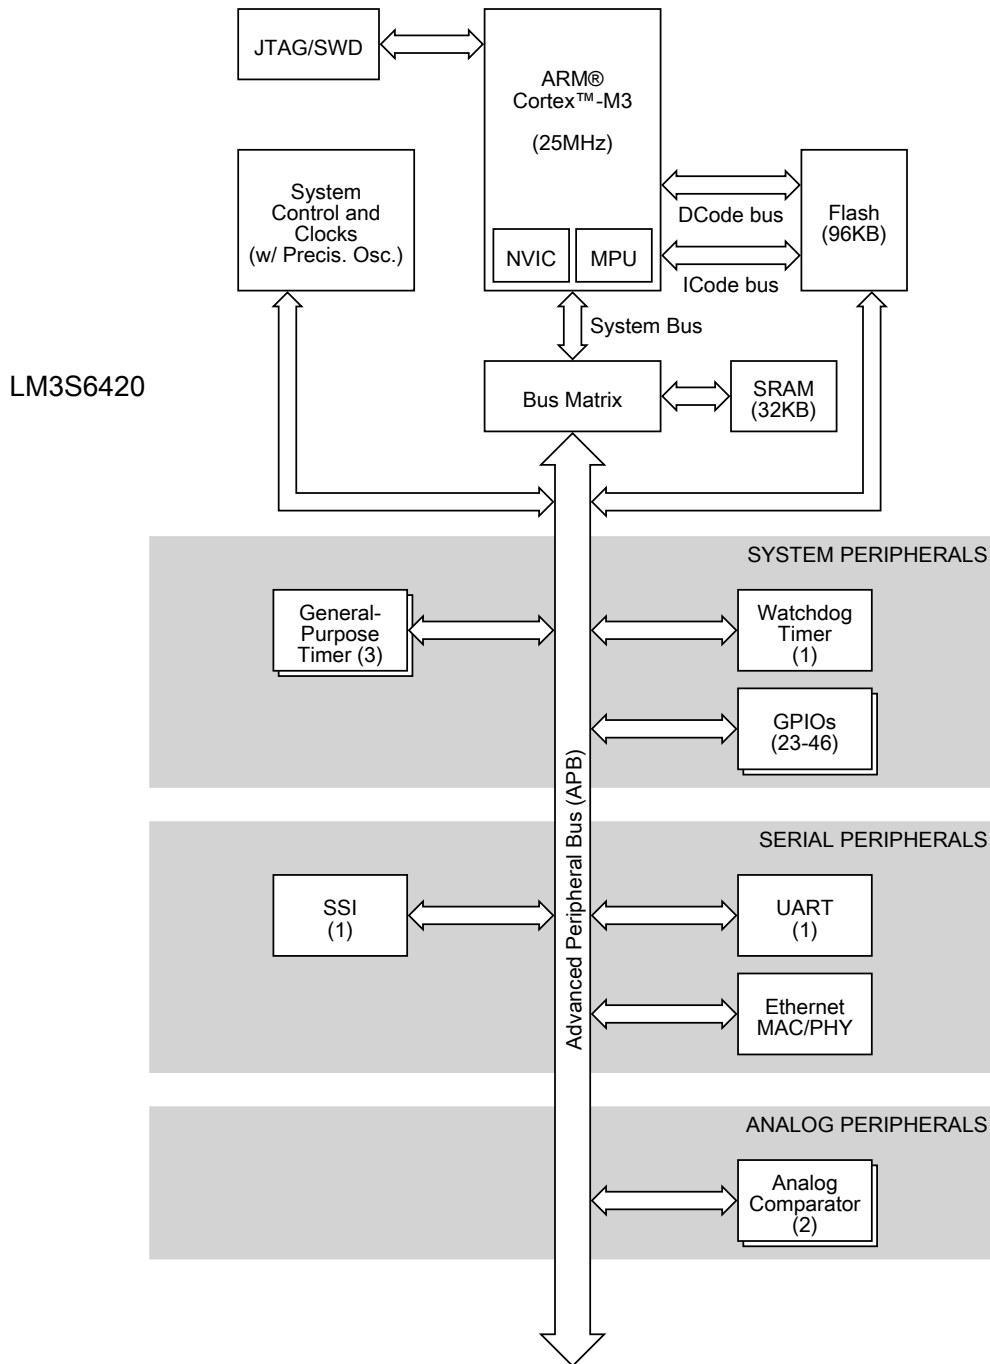 JTAG/SWD
ARM®
Cortex™-M3
(25MHz)
NVIC
MPU
System
Control and
Clocks
(w/ Precis. Osc.)
DCode bus
ICode bus
Flash
(96KB)
System Bus
LM3S6420
Bus Matrix
SRAM
(32KB)
SYSTEM PERIPHERALS
General-
Purpose
Timer (3)
Watchdog
Timer
(1)
GPIOs
(23-46)
Advanced Peripheral Bus (APB)
SERIAL PERIPHERALS
SSI
(1)
UART
(1)
Ethernet
MAC/PHY
ANALOG PERIPHERALS
Analog
Comparator
(2)